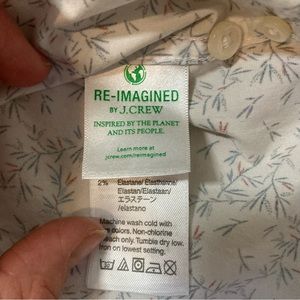 RE-IMAGINED
BY J.CREW
INSPIRED BY THE PLANET
AND ITS PEOPLE.
Learn more at
jcrew.com/reimagined
2% Elastane/ Élasthanne/
Elastan/Elastaan/
エラステーン/
/elastano
Machine wash cold with
colors. Non-chlorine
bleach only. Tumble dry low.
Iron on lowest setting.